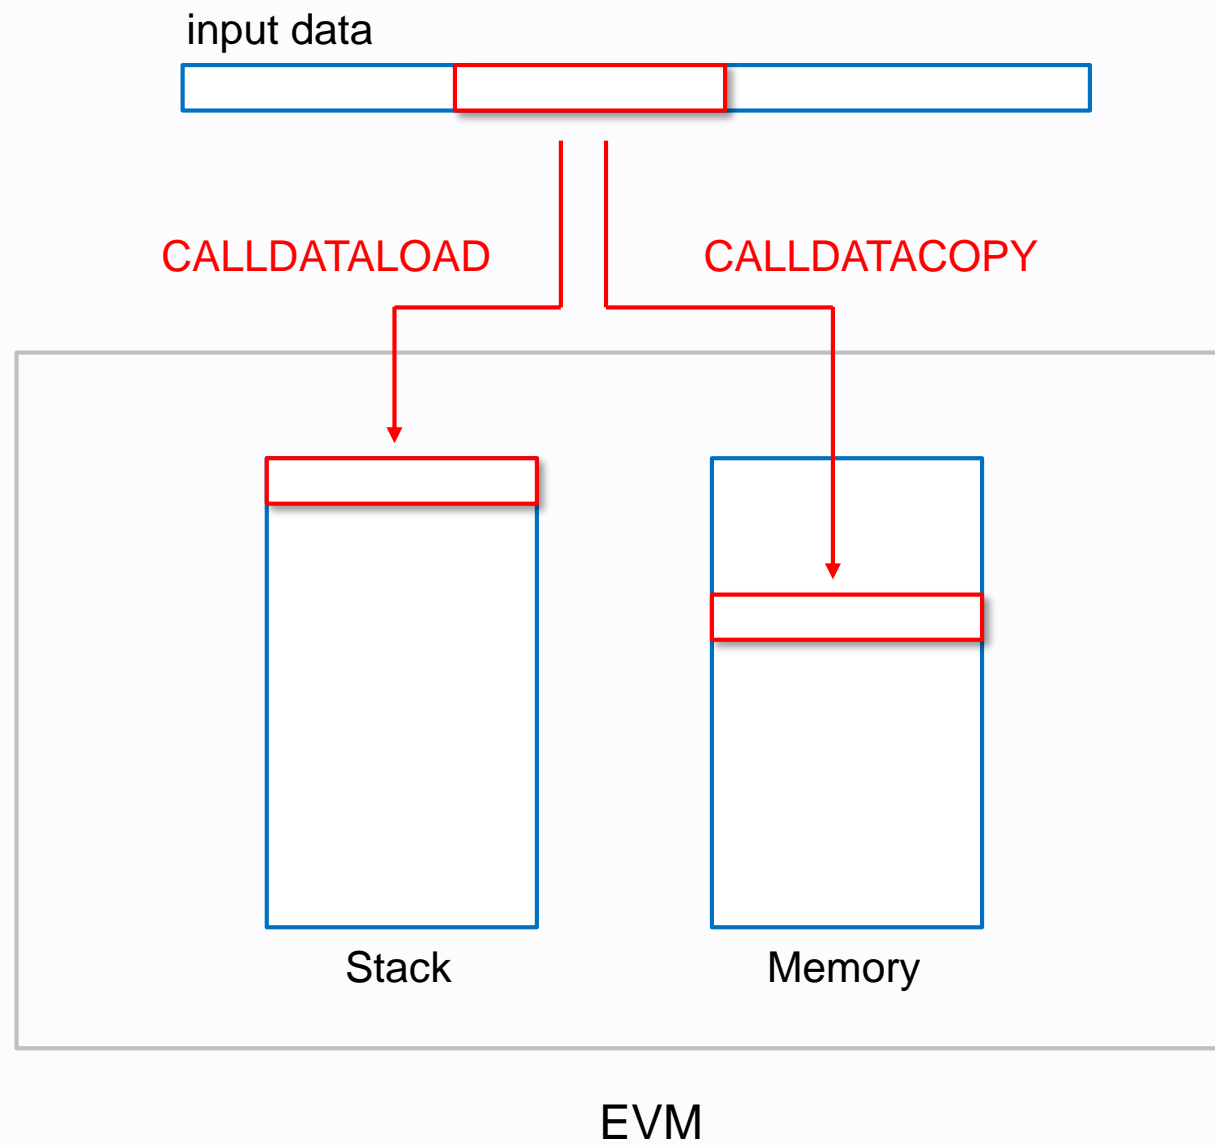 input data
CALLDATALOAD
CALLDATACOPY
Stack
Memory
EVM